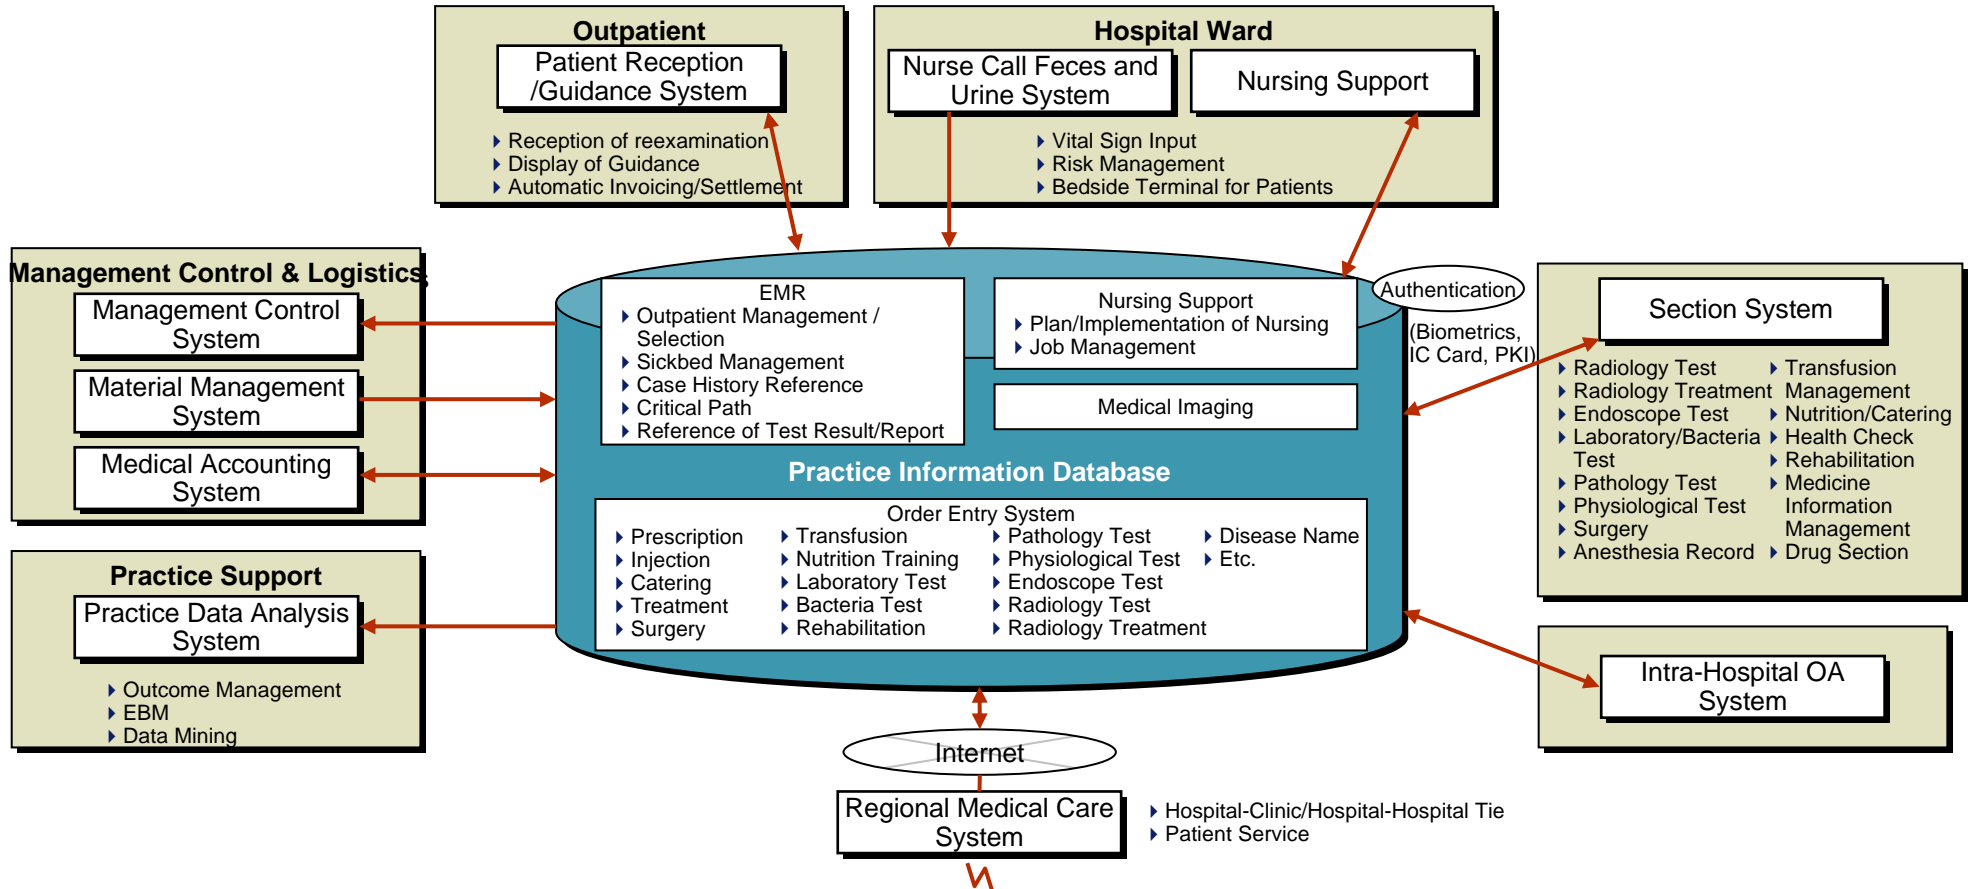 Outpatient
Patient Reception
/Guidance System
Reception of reexamination
Display of Guidance
Automatic Invoicing/Settlement
Hospital Ward
Nurse Call Feces and
Urine System
Nursing Support
Vital Sign Input
Risk Management
Bedside Terminal for Patients
Management Control & Logistics
Management Control
System
Material Management
System
Medical Accounting
System
Practice Support
Practice Data Analysis
System
Outcome Management
EBM
Data Mining
EMR
Outpatient Management /
Selection
Sickbed Management
Case History Reference
Critical Path
Reference of Test Result/Report
Nursing Support
Plan/Implementation of Nursing
Job Management
Medical Imaging
Practice Information Database
Order Entry System
Prescription
Injection
Catering
Treatment
Surgery
Transfusion
Nutrition Training
Laboratory Test
Bacteria Test
Rehabilitation
Pathology Test
Physiological Test
Endoscope Test
Radiology Test
Radiology Treatment
Disease Name
Etc.
Authentication
(Biometrics,
IC Card, PKI)
Section System
Radiology Test
Radiology Treatment
Endoscope Test
Laboratory/Bacteria
Test
Pathology Test
Physiological Test
Surgery
Anesthesia Record
Transfusion
Management
Nutrition/Catering
Health Check
Rehabilitation
Medicine
Information
Management
Drug Section
Intra-Hospital OA
System
Internet
Regional Medical Care
System
Hospital-Clinic/Hospital-Hospital Tie
Patient Service